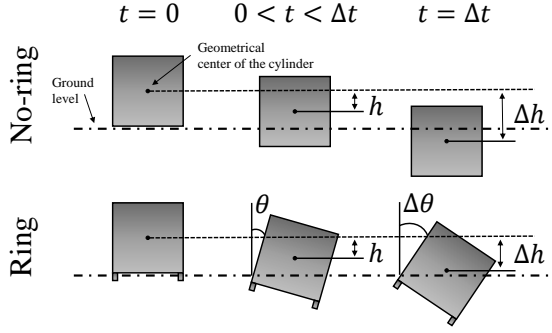 t = 0
0 < t < Δt
t = Δt
Geometrical
center of the cylinder
Ground
level
No-ring
h
Δh
Ring
θ
h
Δθ
Δh